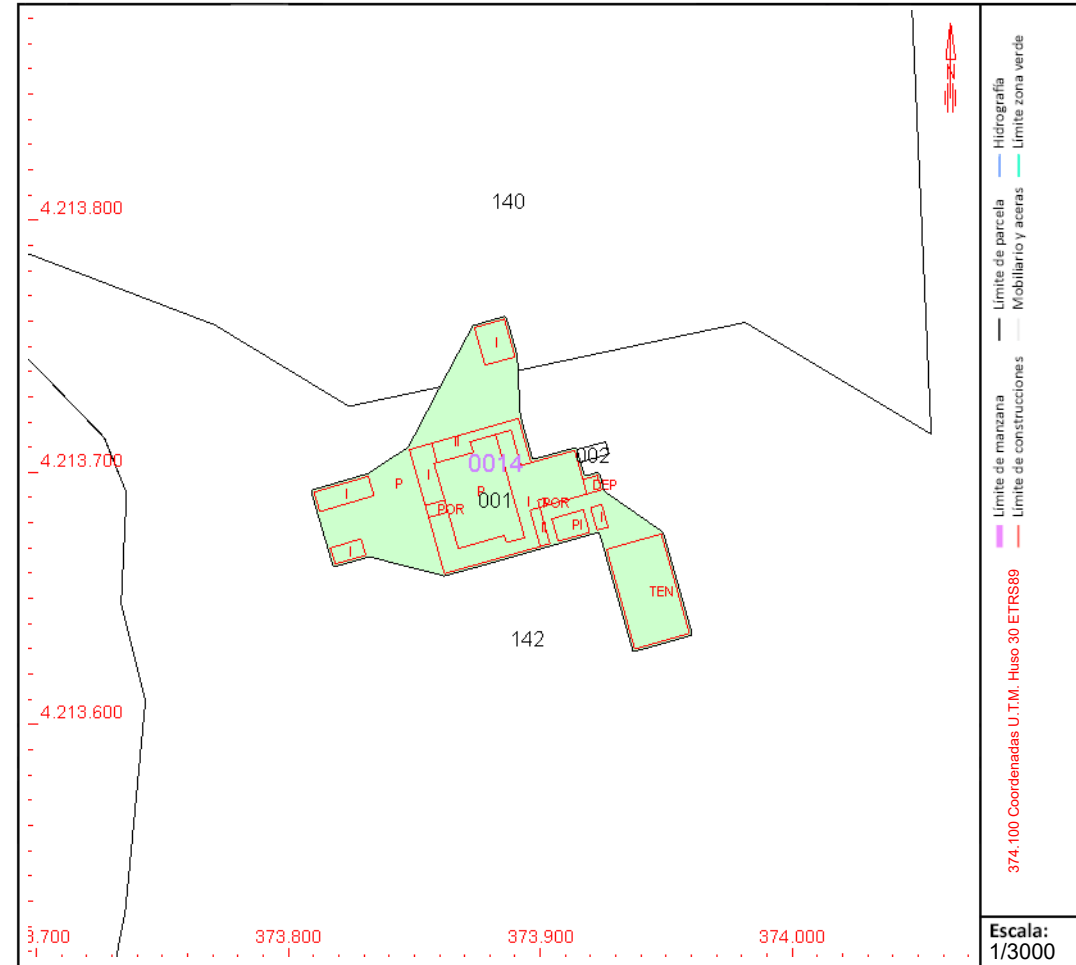 N
4.213.800
140
I
4.213.700
II
0014
002
I
P
I
P
001
POR
I
POR
DEP
II
PI
I
I
TEN
142
4.213.600
3.700
373.800
373.900
374.000
Hidrografía
Límite zona verde
Límite de parcela
Mobiliario y aceras
Límite de manzana
Límite de construcciones
374.100 Coordenadas U.T.M. Huso 30 ETRS89
Escala:
1/3000